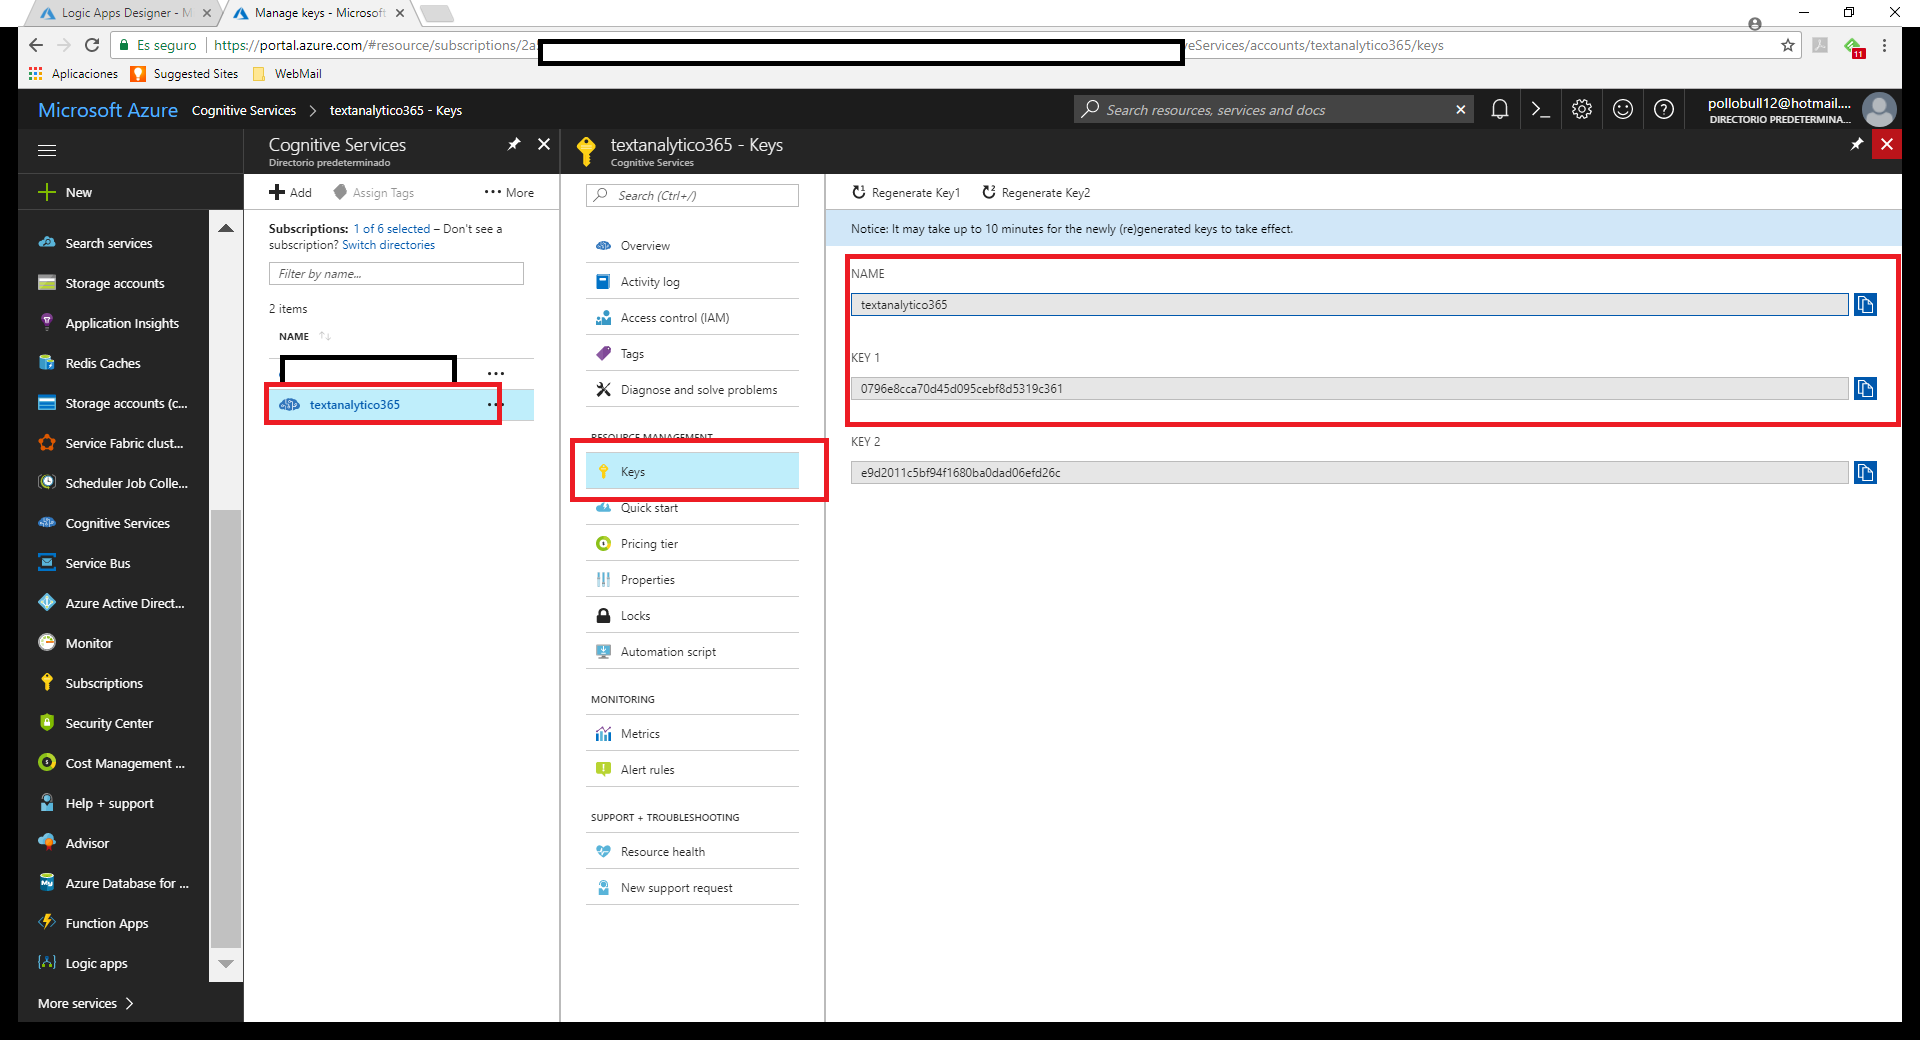 Logic Apps Designer - M
Manage keys - Microsoft
Es seguro
https://portal.azure.com/#resource/subscriptions/2a
veServices/accounts/textanalytico365/keys
11
Aplicaciones
Suggested Sites
WebMail
Microsoft Azure
Cognitive Services
textanalytico365 - Keys
Search resources, services and docs
pollobull12@hotmail....
DIRECTORIO PREDETERMINA...
New
Search services
Storage accounts
Application Insights
Redis Caches
Storage accounts (c...
Service Fabric clust...
Scheduler Job Colle...
Cognitive Services
Service Bus
Azure Active Direct...
Monitor
Subscriptions
Security Center
Cost Management ...
Help + support
Advisor
Azure Database for ...
Function Apps
Logic apps
More services
Cognitive Services
Directorio predeterminado
Add
Assign Tags
More
Subscriptions: 1 of 6 selected – Don't see a
subscription? Switch directories
Filter by name...
2 items
NAME
textanalytico365
textanalytico365 - Keys
Cognitive Services
Search (Ctrl+/)
Overview
Activity log
Access control (IAM)
Tags
Diagnose and solve problems
RESOURCE MANAGEMENT
Keys
Quick start
Pricing tier
Properties
Locks
Automation script
MONITORING
Metrics
Alert rules
SUPPORT + TROUBLESHOOTING
Resource health
New support request
Regenerate Key1
Regenerate Key2
Notice: It may take up to 10 minutes for the newly (re)generated keys to take effect.
NAME
textanalytico365
KEY 1
0796e8cca70d45d095cebf8d5319c361
KEY 2
e9d2011c5bf94f1680ba0dad06efd26c